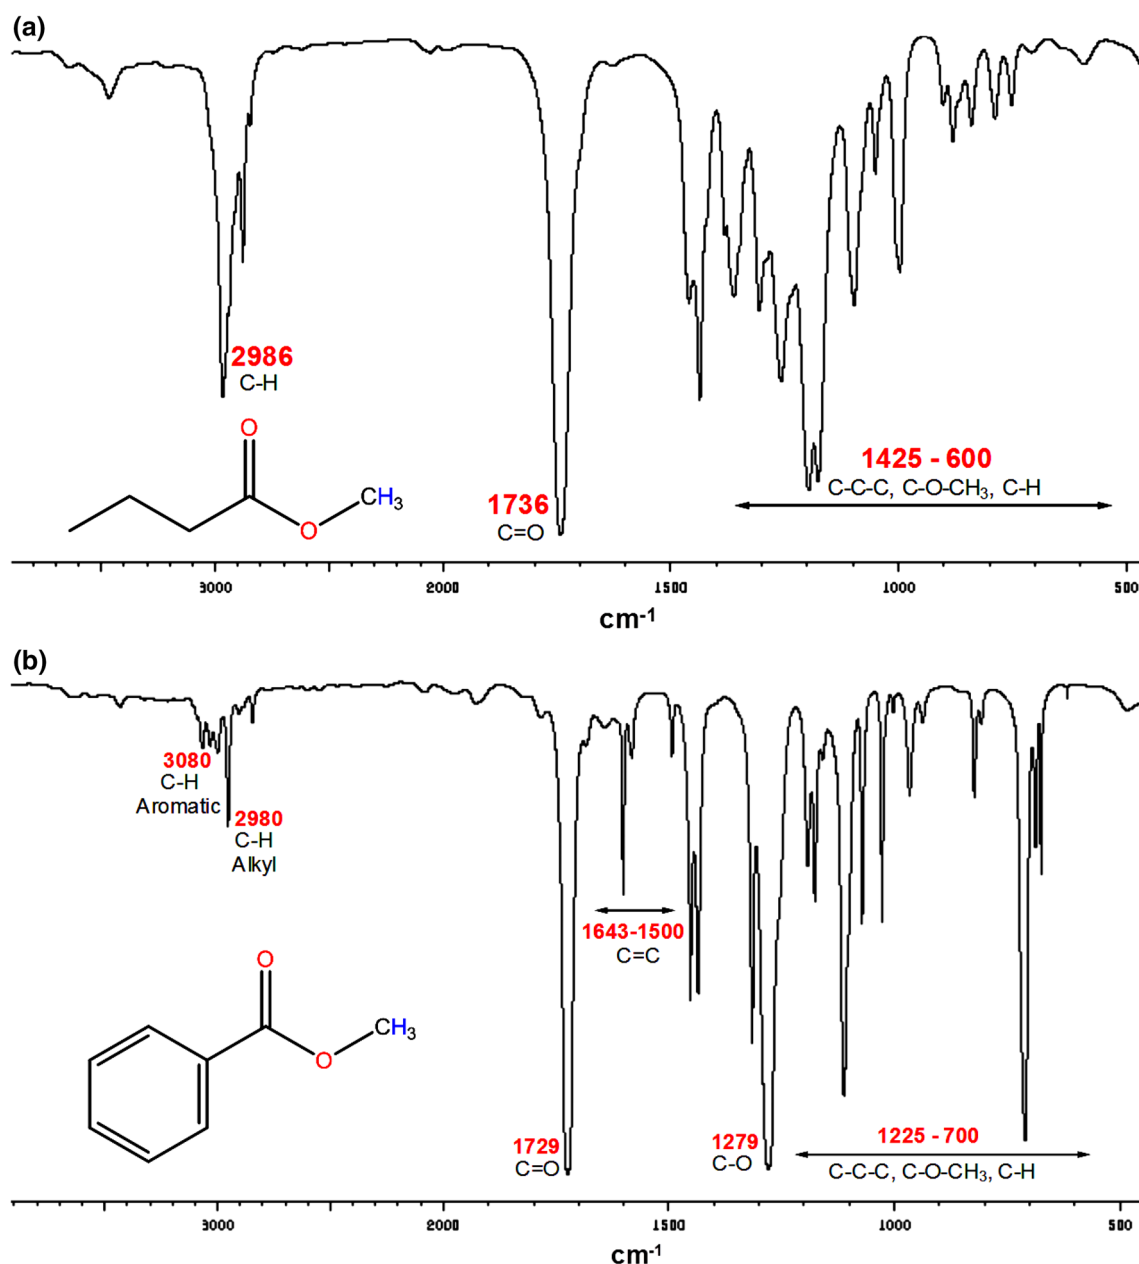 (a)
2986
C-H
O
O
CH3
1736
C=O
1425 - 600
C-C-C, C-O-CH3, C-H
3000
2000
1500
1000
500
cm-1
(b)
3080
C-H
Aromatic
2980
C-H
Alkyl
1643-1500
C=C
O
O
CH3
1729
C=O
1279
C-O
1225 - 700
C-C-C, C-O-CH3, C-H
3000
2000
1500
1000
500
cm-1